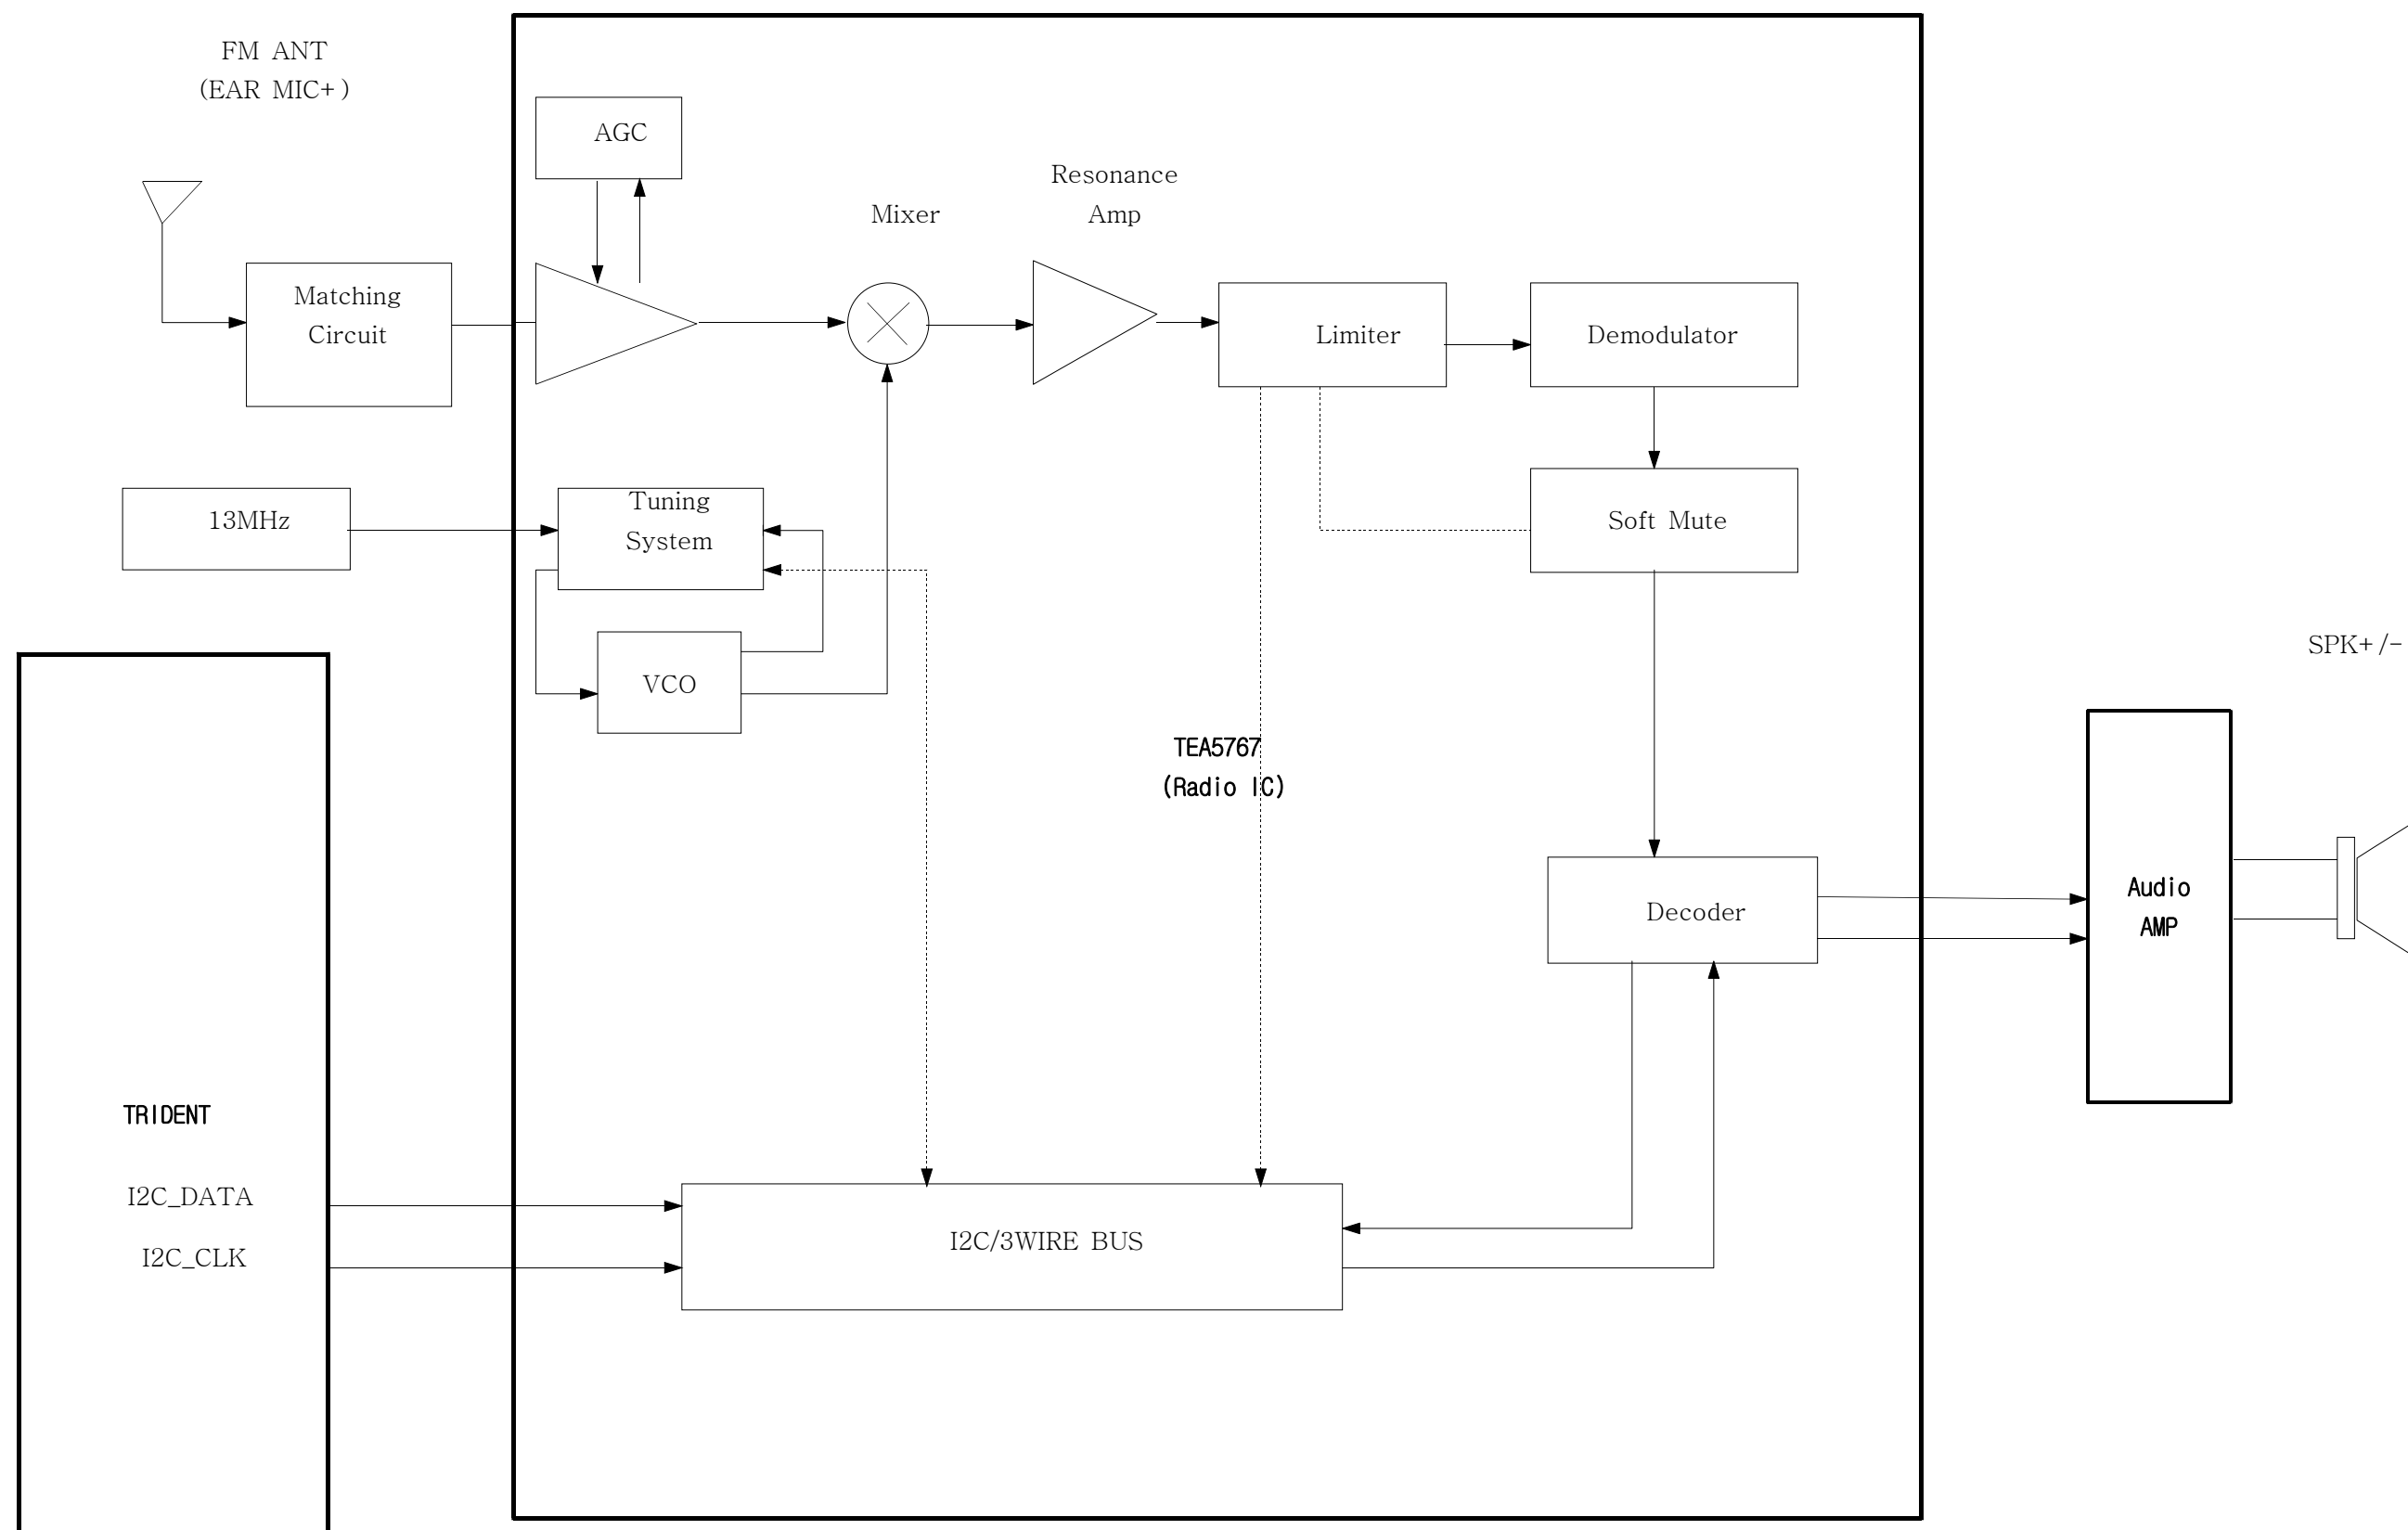 FM ANT
(EAR MIC+)
AGC
Resonance
Amp
Mixer
Matching
Circuit
Limiter
Demodulator
13MHz
Tuning
System
Soft Mute
VCO
SPK+/-
TEA5767
(Radio IC)
Audio
AMP
Decoder
TRIDENT
I2C_DATA
I2C_CLK
I2C/3WIRE BUS